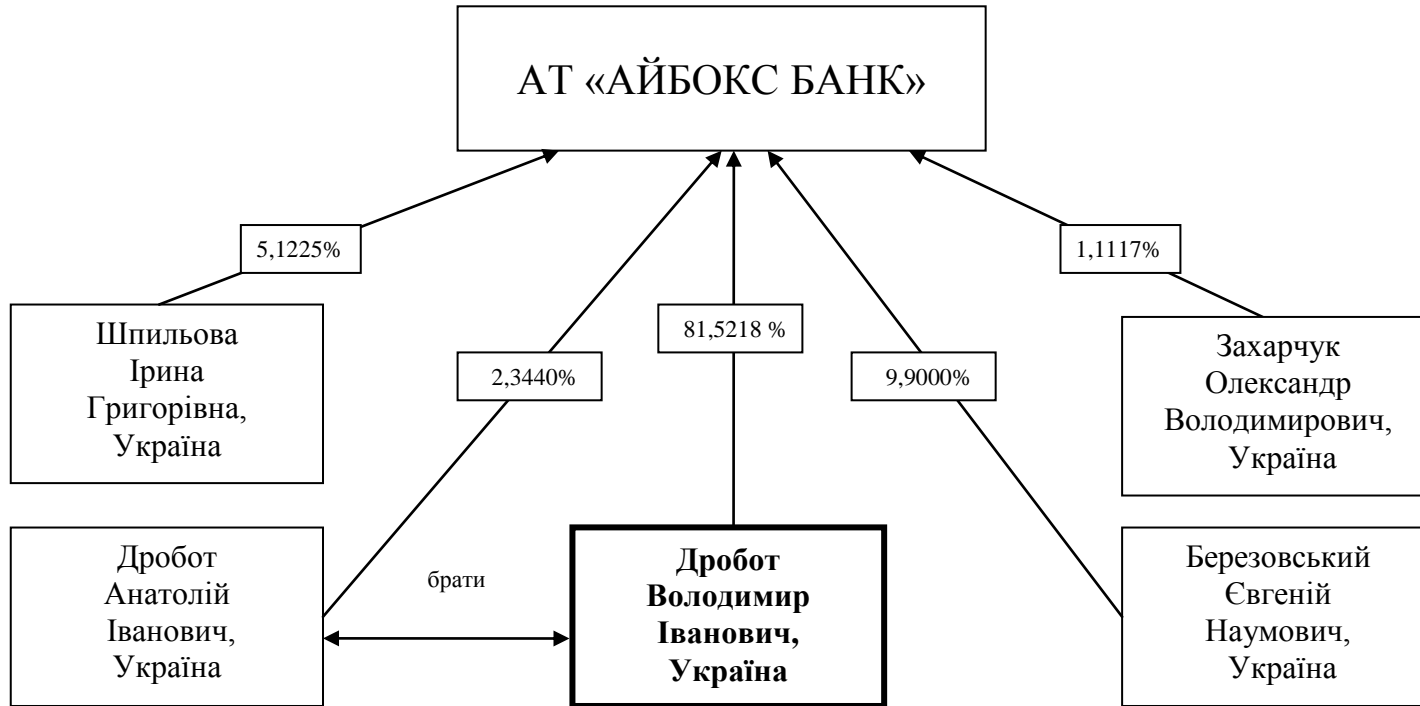 АТ «АЙБОКС БАНК»
5,1225%
1,1117%
Шпильова
Ірина
Григорівна,
Україна
2,3440%
81,5218 %
9,9000%
Захарчук
Олександр
Володимирович,
Україна
Дробот
Анатолій
Іванович,
Україна
брати
Дробот
Володимир
Іванович,
Україна
Березовський
Євгеній
Наумович,
Україна